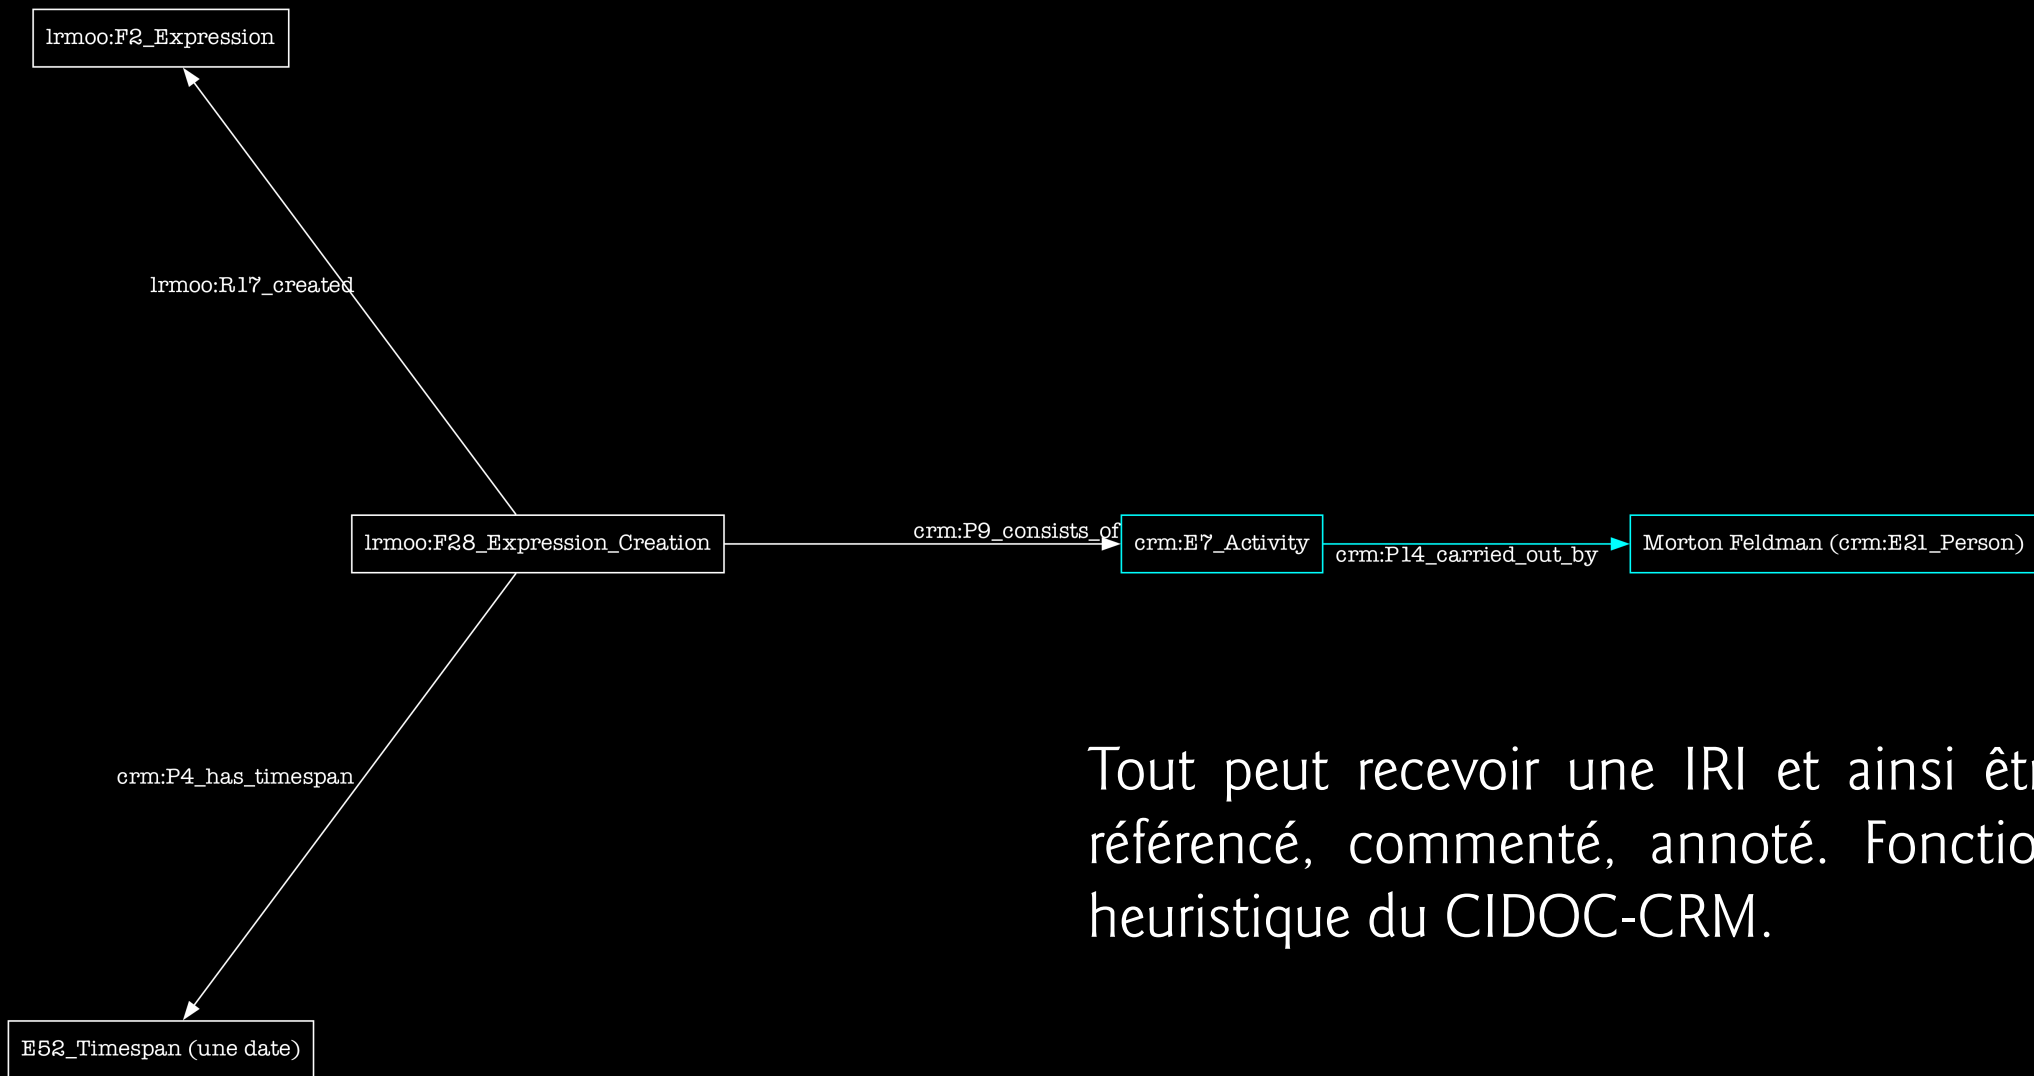 lrmoo:F2_Expression
lrmoo:R17_created
crm:P9_consists_of
lrmoo:F28_Expression_Creation
crm:E7_Activity
crm:P14_carried_out_by
Morton Feldman (crm:E21_Person)
crm:P4_has_timespan
Tout peut recevoir une IRI et ainsi êtr
référencé, commenté, annoté. Fonctio
heuristique du CIDOC-CRM.
E52_Timespan (une date)